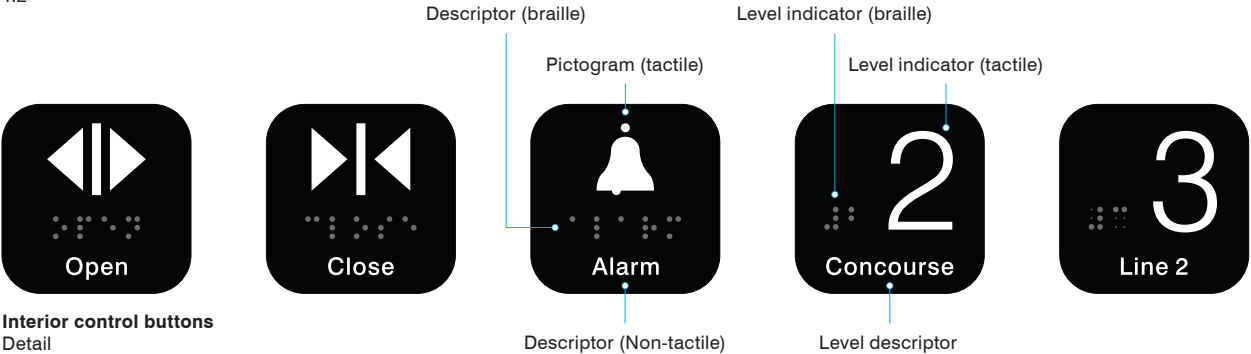 Descriptor (braille)
Level indicator (braille)
Pictogram (tactile)
Level indicator (tactile)
2
3
Open
Close
Alarm
Concourse
Line 2
Interior control buttons
Detail
Descriptor (Non-tactile)
Level descriptor